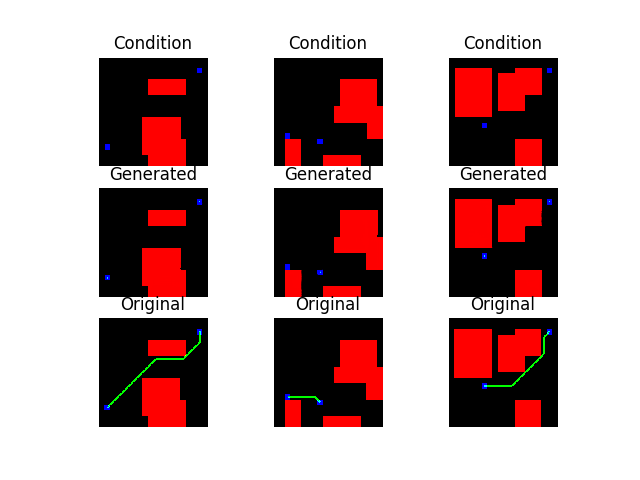 Condition Condition Condition
Generated Generated Generated
Original Original Original